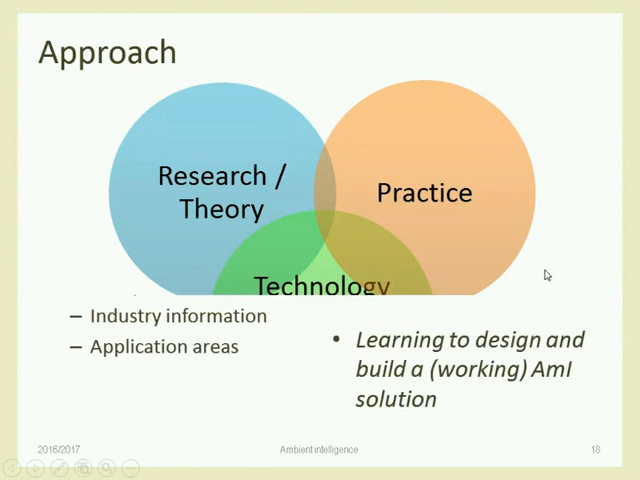 Approach
Research /
Theory
Practice
Technology
– Industry information
– Application areas
• Learning to design and
build a (working) AmI
solution
2016/2017
Ambient intelligence
18